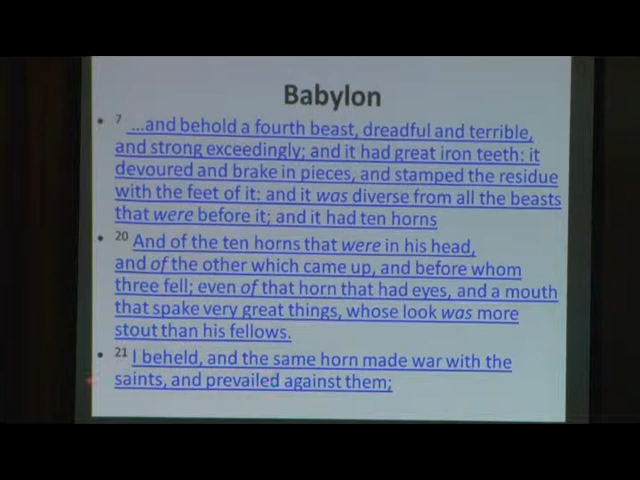 Babylon
• 7 …and behold a fourth beast, dreadful and terrible,
and strong exceedingly; and it had great iron teeth: it
devoured and brake in pieces, and stamped the residue
with the feet of it: and it was diverse from all the beasts
that were before it; and it had ten horns
• 20 And of the ten horns that were in his head,
and of the other which came up, and before whom
three fell; even of that horn that had eyes, and a mouth
that spake very great things, whose look was more
stout than his fellows.
• 21 I beheld, and the same horn made war with the
saints, and prevailed against them;